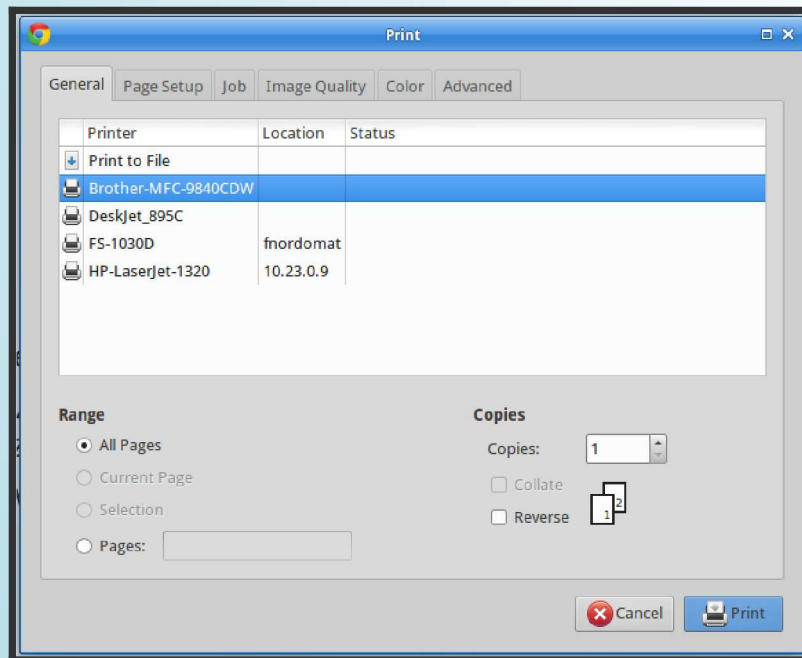 Print
General Page Setup Job Image Quality Color Advanced
Printer Location Status
Print to File
Brother-MFC-9840CDW
DeskJet_895C
FS-1030D fnordomat
HP-LaserJet-1320 10.23.0.9
Range Copies
All Pages Copies: 1
Current Page Collate
Selection Reverse 1 2
Pages:
Cancel Print